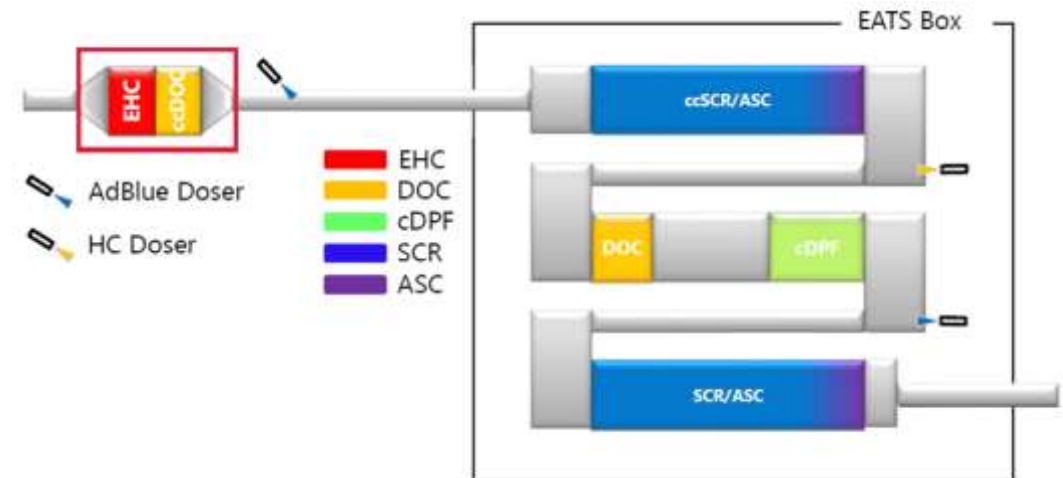 EATS Box
EHC
ccDOC
ccSCR/ASC
AdBlue Doser
HC Doser
EHC
DOC
cDPF
SCR
ASC
DOC
cDPF
SCR/ASC